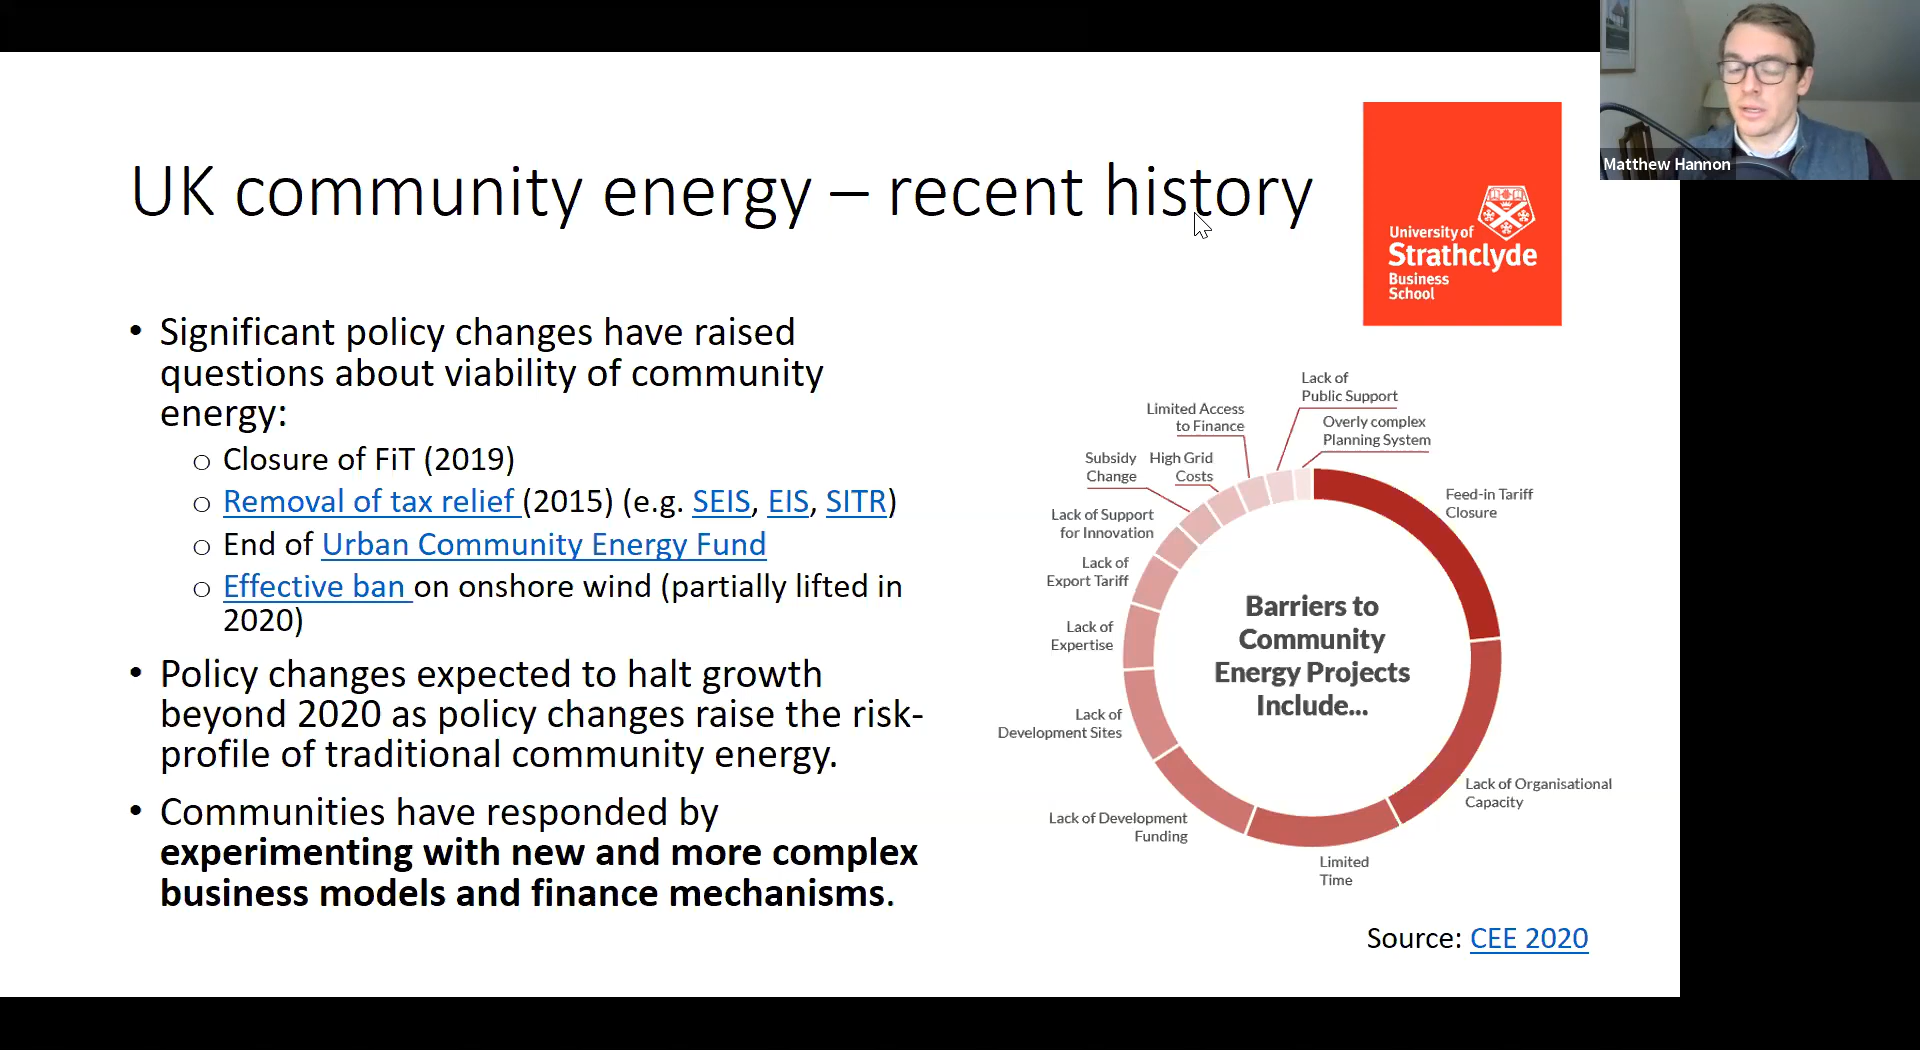 UK community energy – recent history
University of
Strathclyde
Business
School
Matthew Hannon
• Significant policy changes have raised
questions about viability of community
energy:
o Closure of FiT (2019)
o Removal of tax relief (2015) (e.g. SEIS, EIS, SITR)
o End of Urban Community Energy Fund
o Effective ban on onshore wind (partially lifted in
2020)
• Policy changes expected to halt growth
beyond 2020 as policy changes raise the risk-
profile of traditional community energy.
• Communities have responded by
experimenting with new and more complex
business models and finance mechanisms.
Lack of
Public Support
Limited Access
to Finance
Overly complex
Planning System
Subsidy
Change
High Grid
Costs
Feed-in Tariff
Closure
Lack of Support
for Innovation
Lack of
Export Tariff
Lack of
Expertise
Barriers to
Community
Energy Projects
Include...
Lack of
Development Sites
Lack of Organisational
Capacity
Lack of Development
Funding
Limited
Time
Source: CEE 2020